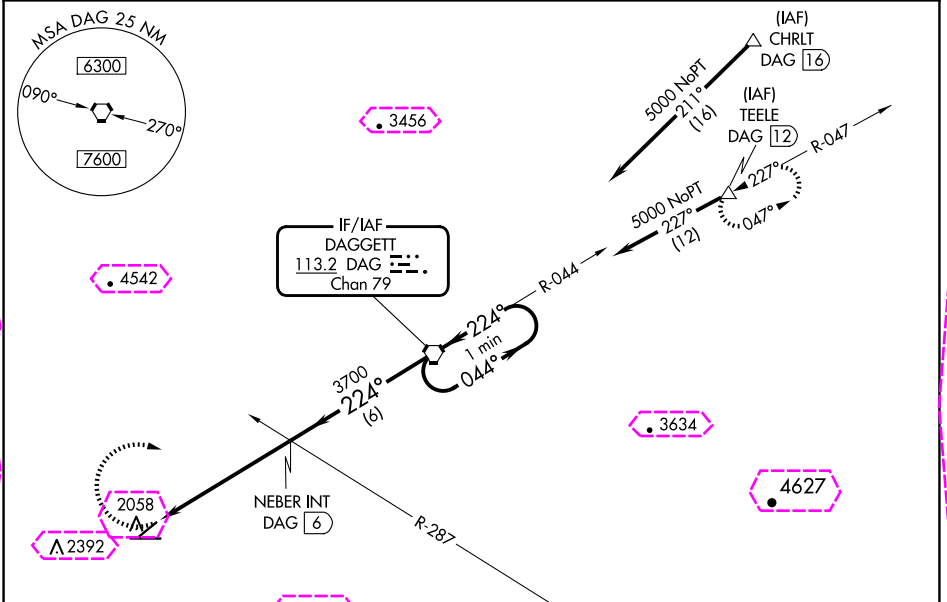 MSA DAG 25 NM
6300
090°
270°
7600
3456
(IAF)
CHRLT
DAG 16
5000 NoPT
211°
(16)
(IAF)
TEELE
DAG 12
R-047
227°
047°
5000 NoPT
227°
(12)
IF/IAF
DAGGETT
113.2 DAG
Chan 79
4542
R-044
224°
1 min
044°
3700
224°
(6)
3634
4627
NEBER INT
DAG 6
R-287
2058
2392